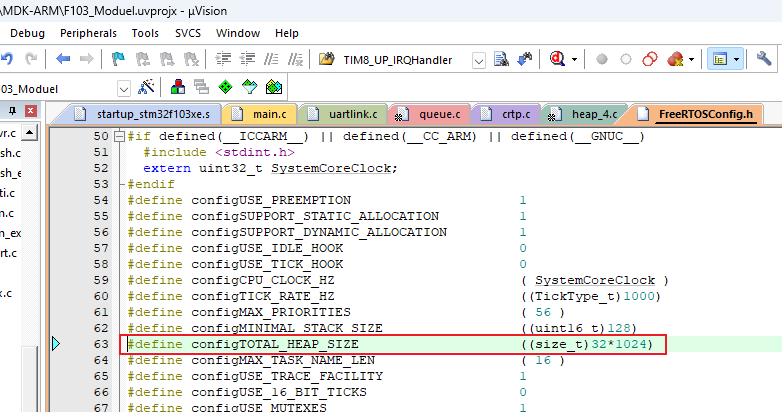 \MDK-ARM\F103_Moduel.uvprojx - µVision
Debug Peripherals Tools SVCS Window Help
TIM8_UP_IRQHandler
03_Moduel
startup_stm32f103xe.s main.c uartlink.c queue.c crtp.c heap_4.c FreeRTOSConfig.h
50 #if defined(__ICCARM__) || defined(__CC_ARM) || defined(__GNUC__)
51 #include <stdint.h>
52 extern uint32_t SystemCoreClock;
53 #endif
54 #define configUSE_PREEMPTION 1
55 #define configSUPPORT_STATIC_ALLOCATION 1
56 #define configSUPPORT_DYNAMIC_ALLOCATION 1
57 #define configUSE_IDLE_HOOK 0
58 #define configUSE_TICK_HOOK 0
59 #define configCPU_CLOCK_HZ ( SystemCoreClock )
60 #define configTICK_RATE_HZ ((TickType_t)1000)
61 #define configMAX_PRIORITIES ( 56 )
62 #define configMINIMAL_STACK_SIZE ((uint16_t)128)
63 #define configTOTAL_HEAP_SIZE ((size_t)32*1024)
64 #define configMAX_TASK_NAME_LEN ( 16 )
65 #define configUSE_TRACE_FACILITY 1
66 #define configUSE_16_BIT_TICKS 0
67 #define configUSE_MUTEXES 1
wr.c
sh.c
sh_e
ti.c
n.c
n_ex
rt.c
x.c